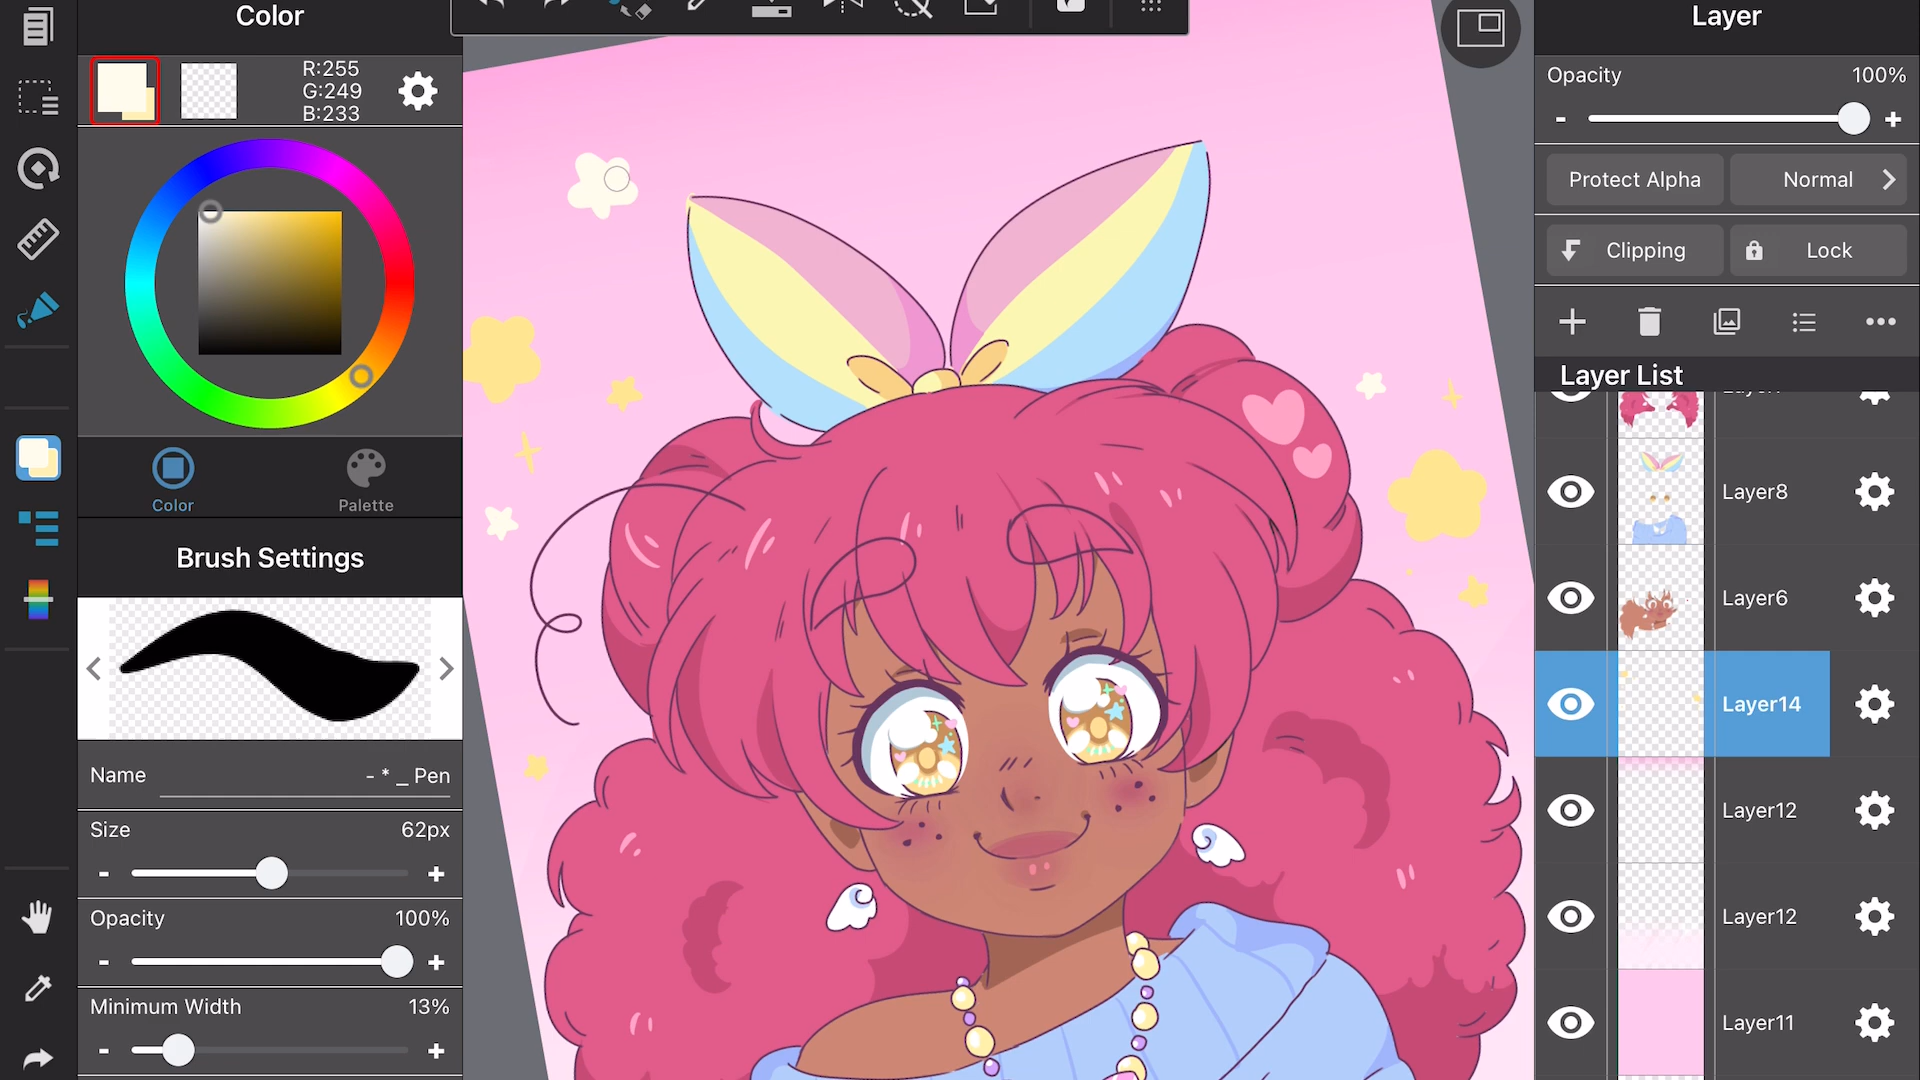 Color
R:255
G:249
B:233
Color
Palette
Brush Settings
Name
- * _ Pen
Size
62px
-
+
Opacity
100%
-
+
Minimum Width
13%
-
+
Layer
Opacity
100%
-
+
Protect Alpha
Normal
Clipping
Lock
Layer List
Layer8
Layer6
Layer14
Layer12
Layer12
Layer11